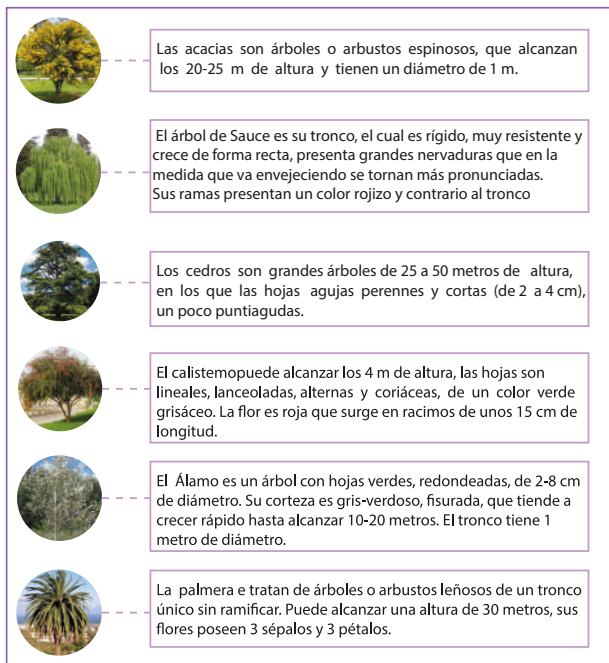 Las acacias son árboles o arbustos espinosos, que alcanzan
los 20-25 m de altura y tienen un diámetro de 1 m.
El árbol de Sauce es su tronco, el cual es rígido, muy resistente y
crece de forma recta, presenta grandes nervaduras que en la
medida que va envejeciendo se tornan más pronunciadas.
Sus ramas presentan un color rojizo y contrario al tronco
Los cedros son grandes árboles de 25 a 50 metros de altura,
en los que las hojas agujas perennes y cortas (de 2 a 4 cm),
un poco puntiagudas.
El calistemopuede alcanzar los 4 m de altura, las hojas son
lineales, lanceoladas, alternas y coriáceas, de un color verde
grisáceo. La flor es roja que surge en racimos de unos 15 cm de
longitud.
El Álamo es un árbol con hojas verdes, redondeadas, de 2-8 cm
de diámetro. Su corteza es gris-verdoso, fisurada, que tiende a
crecer rápido hasta alcanzar 10-20 metros. El tronco tiene 1
metro de diámetro.
La palmera e tratan de árboles o arbustos leñosos de un tronco
único sin ramificar. Puede alcanzar una altura de 30 metros, sus
flores poseen 3 sépalos y 3 pétalos.